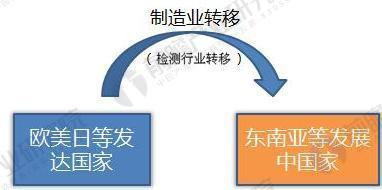 制造业转移
（检测行业转移）
欧美日等发
达国家
东南亚等发展
中国家